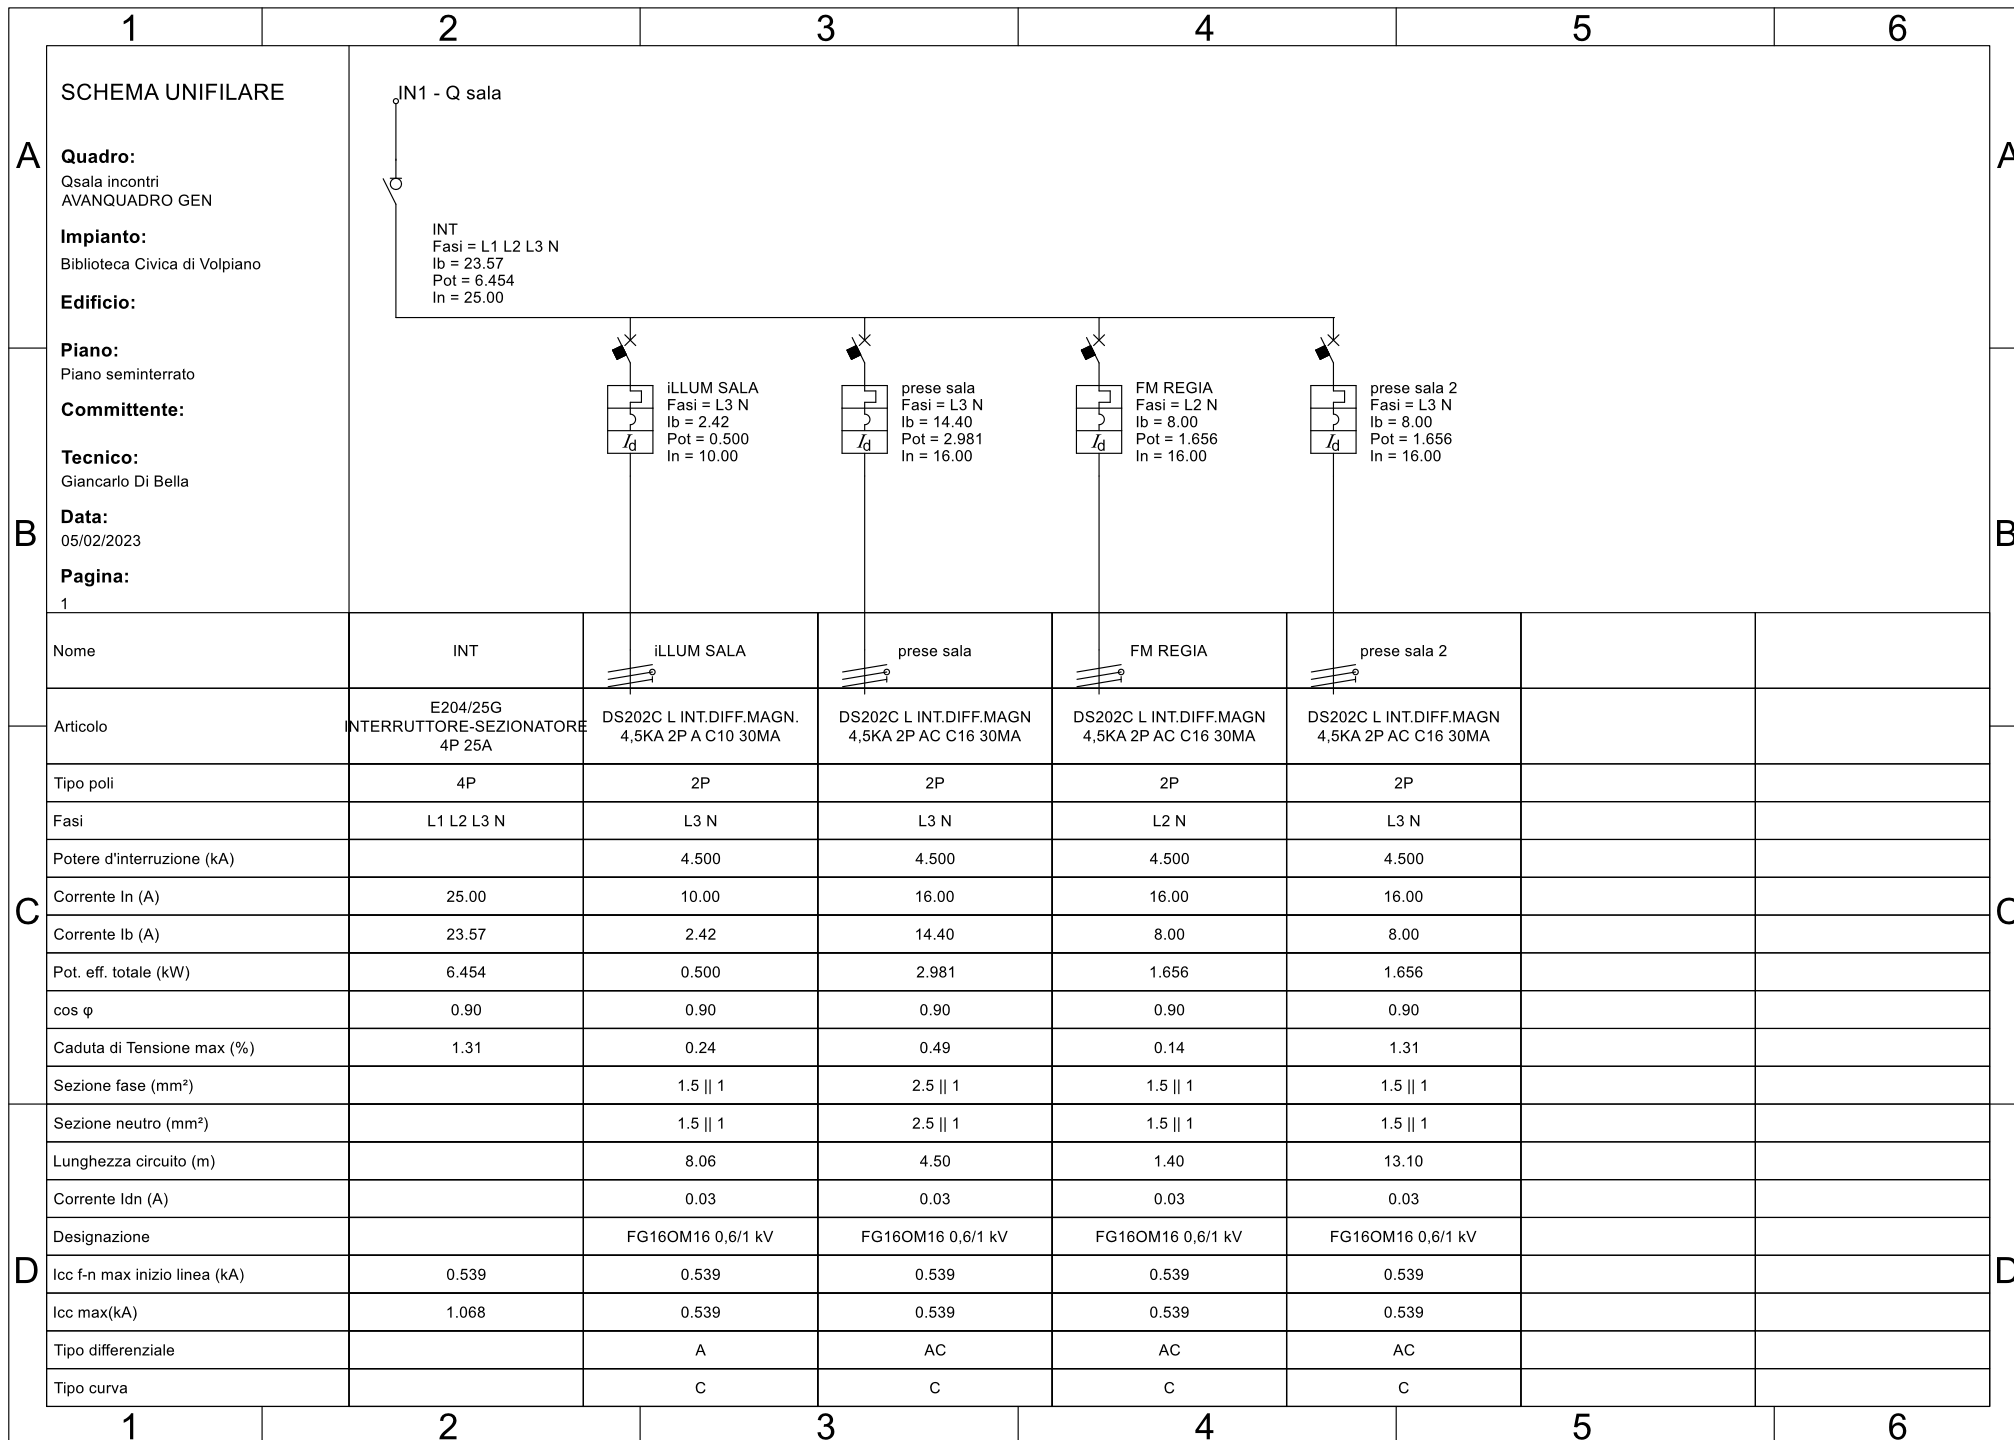 1 2 3 4 5 6
SCHEMA UNIFILARE
Quadro:
Qsala incontri
AVANQUADRO GEN
Impianto:
Biblioteca Civica di Volpiano
Edificio:
Piano:
Piano seminterrato
Committente:
Tecnico:
Giancarlo Di Bella
Data:
05/02/2023
Pagina:
1
A A
B B
C C
D D
IN1 - Q sala
INT
Fasi = L1 L2 L3 N
Ib = 23.57
Pot = 6.454
In = 25.00
iLLUM SALA
Fasi = L3 N
Ib = 2.42
Pot = 0.500
In = 10.00
Id
prese sala
Fasi = L3 N
Ib = 14.40
Pot = 2.981
In = 16.00
Id
FM REGIA
Fasi = L2 N
Ib = 8.00
Pot = 1.656
In = 16.00
Id
prese sala 2
Fasi = L3 N
Ib = 8.00
Pot = 1.656
In = 16.00
Id
Nome INT iLLUM SALA prese sala FM REGIA prese sala 2
Articolo
E204/25G
INTERRUTTORE-SEZIONATORE
4P 25A
DS202C L INT.DIFF.MAGN.
4,5KA 2P A C10 30MA
DS202C L INT.DIFF.MAGN
4,5KA 2P AC C16 30MA
DS202C L INT.DIFF.MAGN
4,5KA 2P AC C16 30MA
DS202C L INT.DIFF.MAGN
4,5KA 2P AC C16 30MA
Tipo poli 4P 2P 2P 2P 2P
Fasi L1 L2 L3 N L3 N L3 N L2 N L3 N
Potere d'interruzione (kA) 4.500 4.500 4.500 4.500
Corrente In (A) 25.00 10.00 16.00 16.00 16.00
Corrente Ib (A) 23.57 2.42 14.40 8.00 8.00
Pot. eff. totale (kW) 6.454 0.500 2.981 1.656 1.656
cos φ 0.90 0.90 0.90 0.90 0.90
Caduta di Tensione max (%) 1.31 0.24 0.49 0.14 1.31
Sezione fase (mm²) 1.5 || 1 2.5 || 1 1.5 || 1 1.5 || 1
Sezione neutro (mm²) 1.5 || 1 2.5 || 1 1.5 || 1 1.5 || 1
Lunghezza circuito (m) 8.06 4.50 1.40 13.10
Corrente Idn (A) 0.03 0.03 0.03 0.03
Designazione FG16OM16 0,6/1 kV FG16OM16 0,6/1 kV FG16OM16 0,6/1 kV FG16OM16 0,6/1 kV
Icc f-n max inizio linea (kA) 0.539 0.539 0.539 0.539 0.539
Icc max(kA) 1.068 0.539 0.539 0.539 0.539
Tipo differenziale A AC AC AC
Tipo curva C C C C
1 2 3 4 5 6